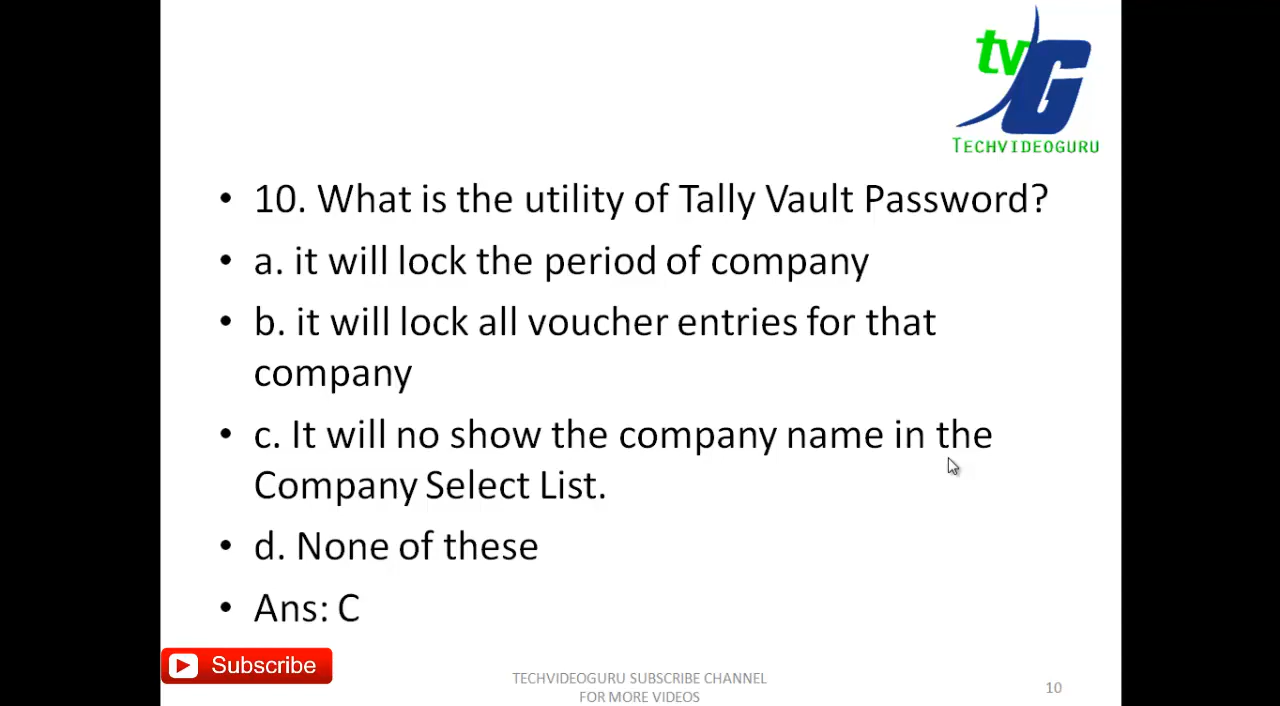 tvG
TECHVIDEOGURU
• 10. What is the utility of Tally Vault Password?
• a. it will lock the period of company
• b. it will lock all voucher entries for that
company
• c. It will no show the company name in the
Company Select List.
• d. None of these
• Ans: C
Subscribe
TECHVIDEOGURU SUBSCRIBE CHANNEL
FOR MORE VIDEOS
10